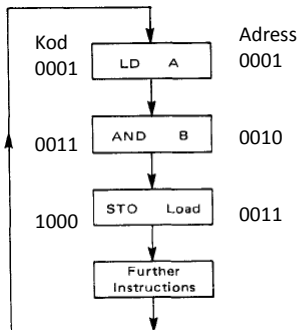 Kod
Adress
0001
LD A
0001
0011
AND B
0010
1000
STO Load
0011
Further
Instructions